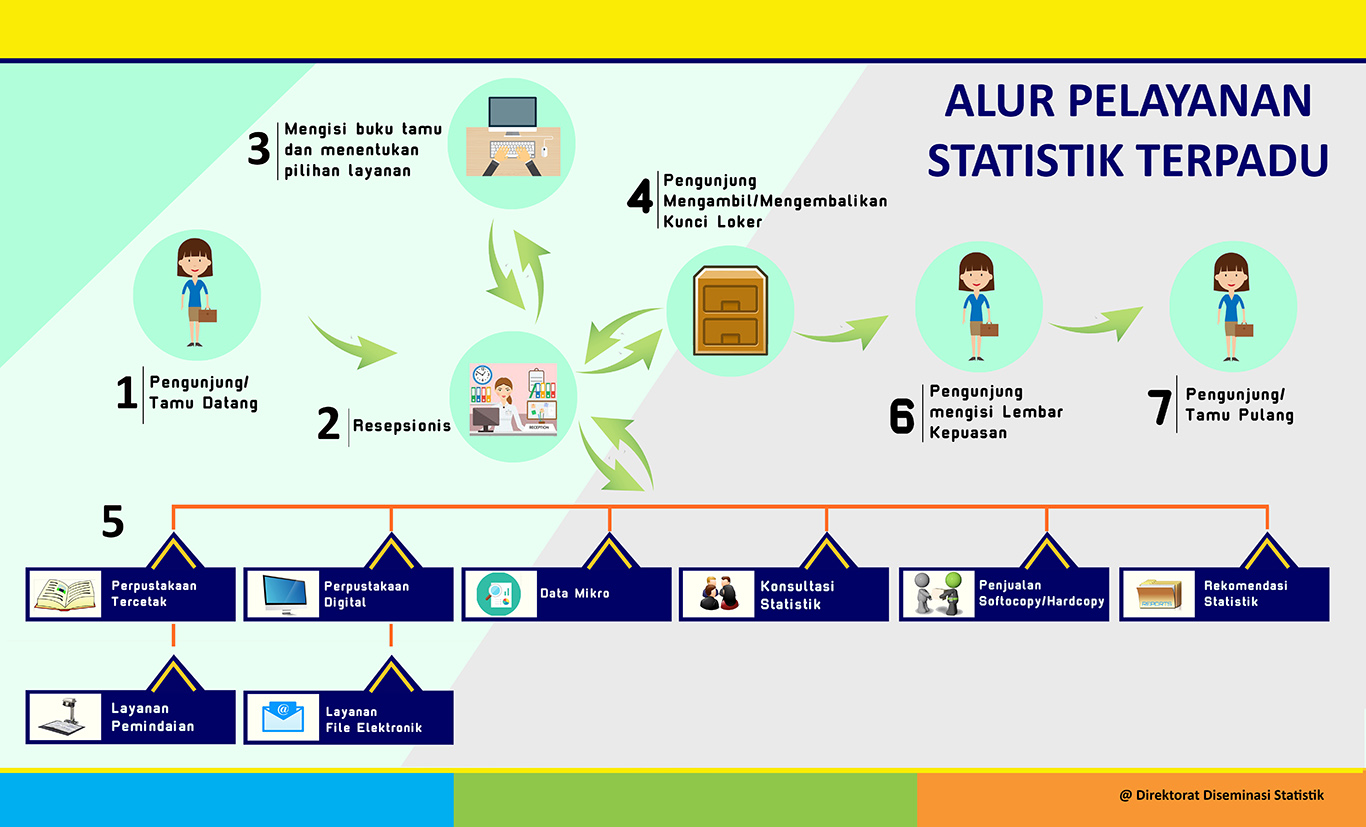 ALUR PELAYANAN
STATISTIK TERPADU
1
Pengunjung/
Tamu Datang
2
Resepsionis
RECEPTION
3
Mengisi buku tamu
dan menentukan
pilihan layanan
4
Pengunjung
Mengambil/Mengembalikan
Kunci Loker
5
Perpustakaan
Tercetak
Perpustakaan
Digital
Data Mikro
Konsultasi
Statistik
Penjualan
Softocopy/Hardcopy
REPORTS
Rekomendasi
Statistik
Layanan
Pemindaian
@
Layanan
File Elektronik
6
Pengunjung
mengisi Lembar
Kepuasan
7
Pengunjung/
Tamu Pulang
@ Direktorat Diseminasi Statistik